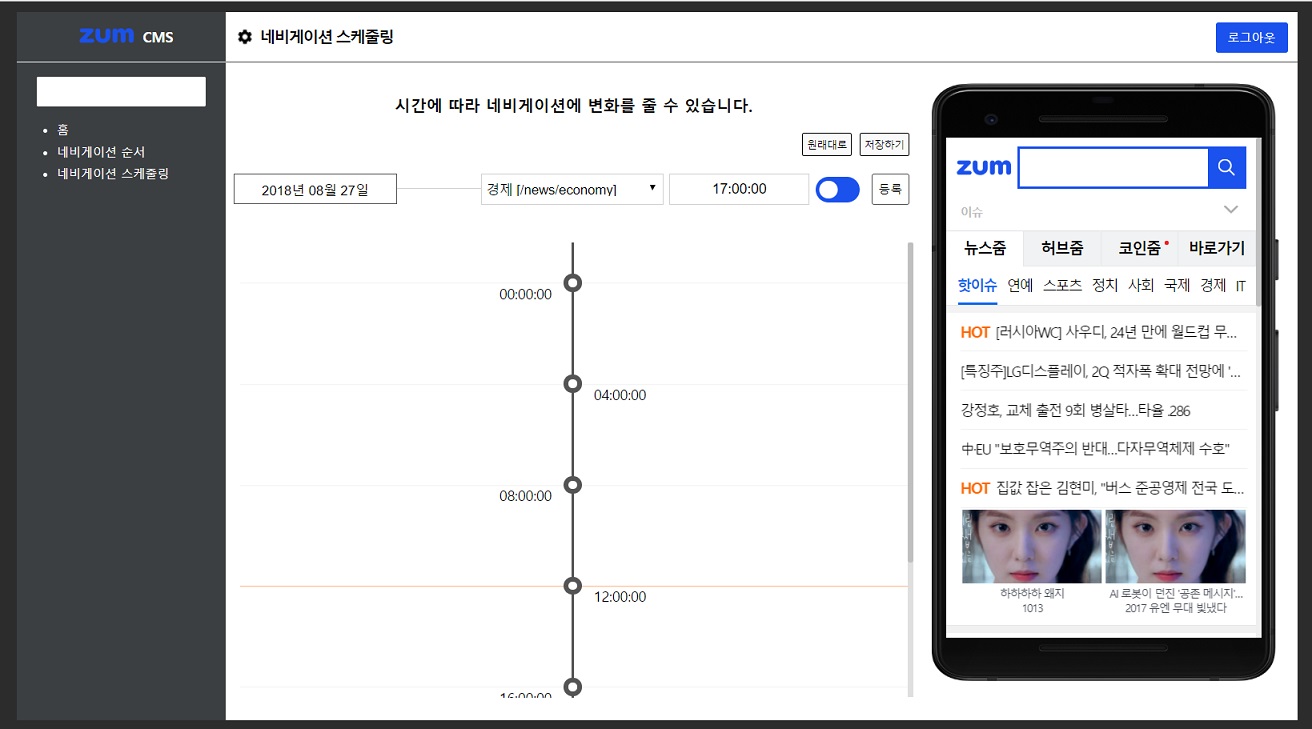 zum CMS
네비게이션 스케줄링
로그아웃
홈
네비게이션 순서
네비게이션 스케줄링
시간에 따라 네비게이션에 변화를 줄 수 있습니다.
원래대로
저장하기
2018년 08월 27일
경제 [/news/economy]
17:00:00
등록
00:00:00
04:00:00
08:00:00
12:00:00
16:00:00
zum
이슈
뉴스줌 허브줌 코인줌 바로가기
핫이슈 연예 스포츠 정치 사회 국제 경제 IT
HOT [러시아WC] 사우디, 24년 만에 월드컵 무...
[특징주]LG디스플레이, 2Q 적자폭 확대 전망에 '...
강정호, 교체 출전 9회 병살타...타율 .286
中·EU "보호무역주의 반대...다자무역체제 수호"
HOT 집값 잡은 김현미, "버스 준공영제 전국 도...
하하하하 왜지
1013
AI 로봇이 던진 '공존 메시지'...
2017 유엔 무대 빛냈다